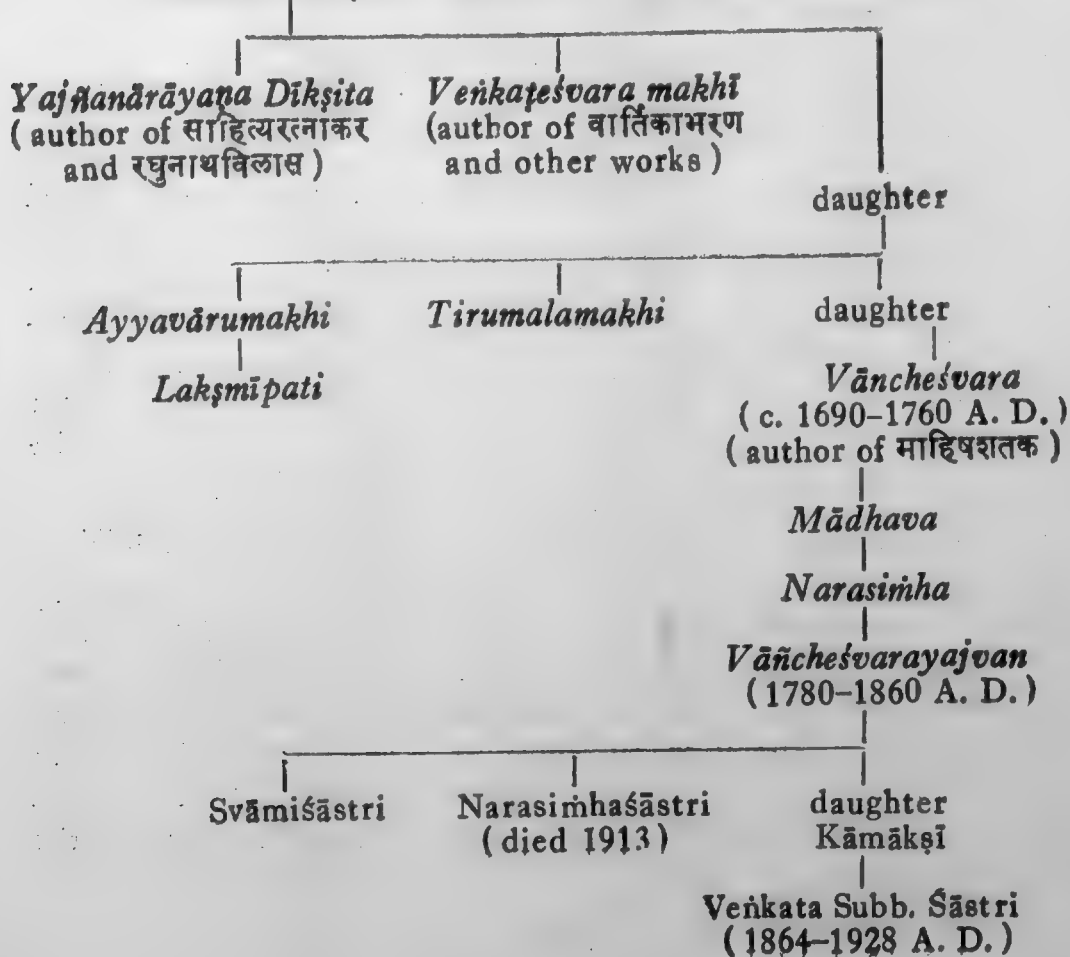 Yajñanārāyaṇa Dīkṣita
(author of साहित्यरत्नाकर
and रघुनाथविलास)
Veṅkaṭeśvara makhī
(author of वार्तिकाभरण
and other works)
daughter
Ayyavārumakhi
Tirumalamakhi
daughter
Lakṣmīpati
Vāncheśvara
(c. 1690–1760 A. D.)
(author of माहिषशतक)
Mādhava
Narasiṁha
Vāñcheśvarayajvan
(1780–1860 A. D.)
Svāmiśāstri
Narasiṁhaśāstri
(died 1913)
daughter
Kāmākṣī
Veṅkata Subb. Śāstri
(1864–1928 A. D.)